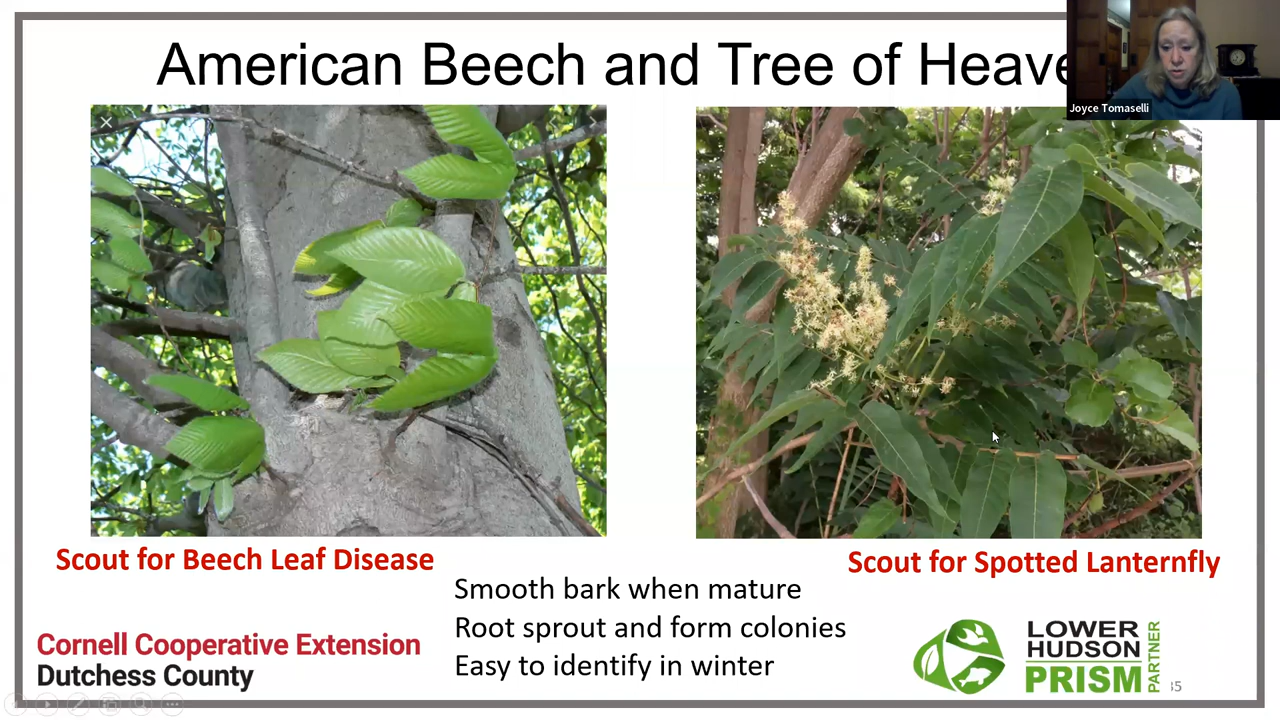 American Beech and Tree of Heave
Joyce Tomaselli
Scout for Beech Leaf Disease
Scout for Spotted Lanternfly
Smooth bark when mature
Root sprout and form colonies
Easy to identify in winter
Cornell Cooperative Extension
Dutchess County
LOWER
HUDSON
PRISM
PARTNER
35